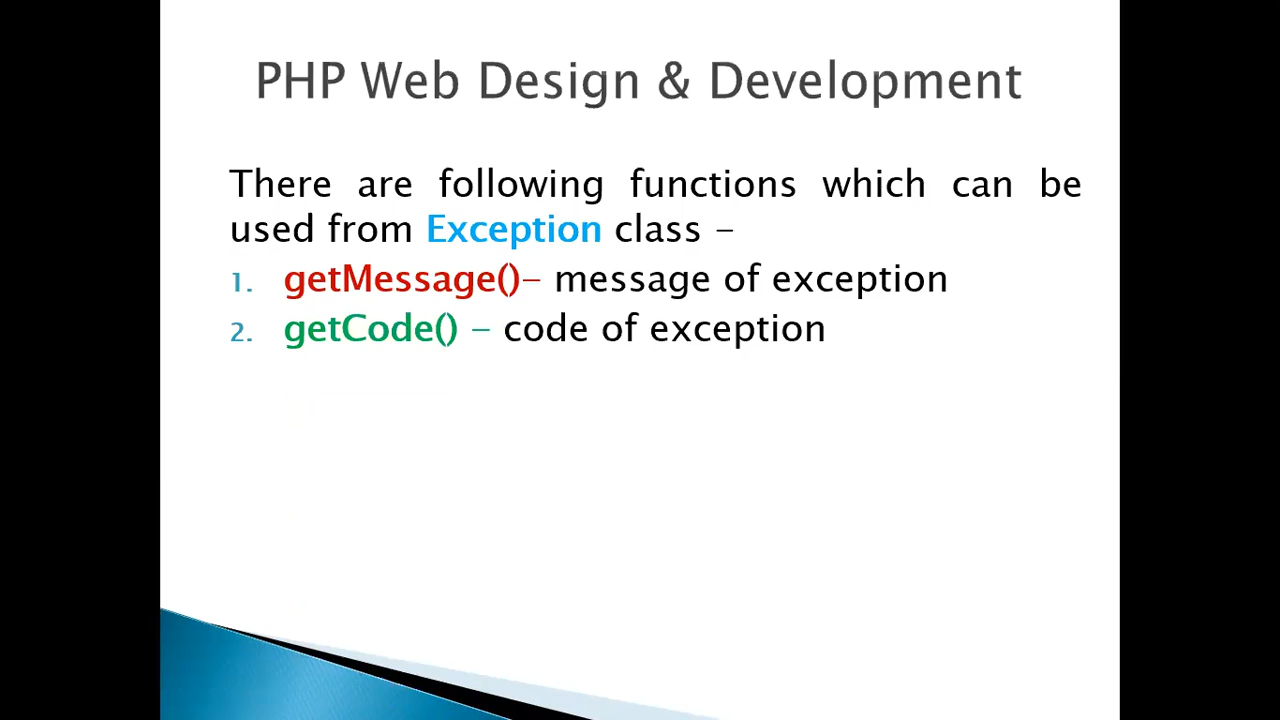 PHP Web Design & Development
There are following functions which can be
used from Exception class –
1. getMessage()– message of exception
2. getCode() – code of exception